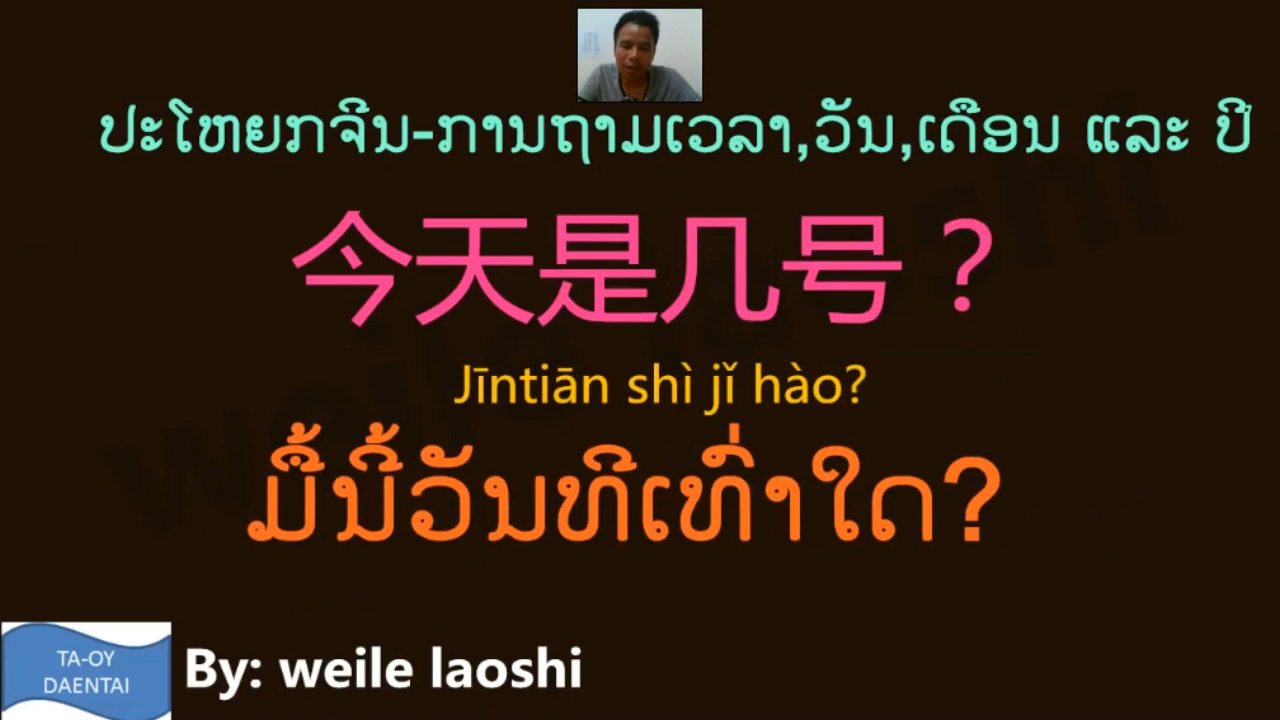 ປະໂຫຍກຈີນ-ການຖາມເວລາ,ວັນ,ເດືອນ ແລະ ປີ
今天是几号？
Jīntiān shì jǐ hào?
ມື້ນີ້ວັນທີເທົ່າໃດ?
TA-OY
DAENTAI
By: weile laoshi